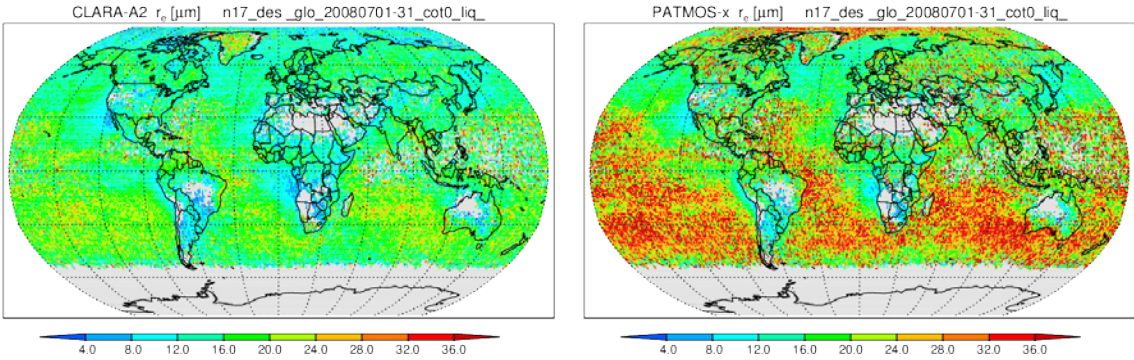 CLARA-A2 rₑ [μm] n17_des _glo_20080701-31_cot0_liq_
4.0 8.0 12.0 16.0 20.0 24.0 28.0 32.0 36.0
PATMOS-x rₑ [μm] n17_des _glo_20080701-31_cot0_liq_
4.0 8.0 12.0 16.0 20.0 24.0 28.0 32.0 36.0